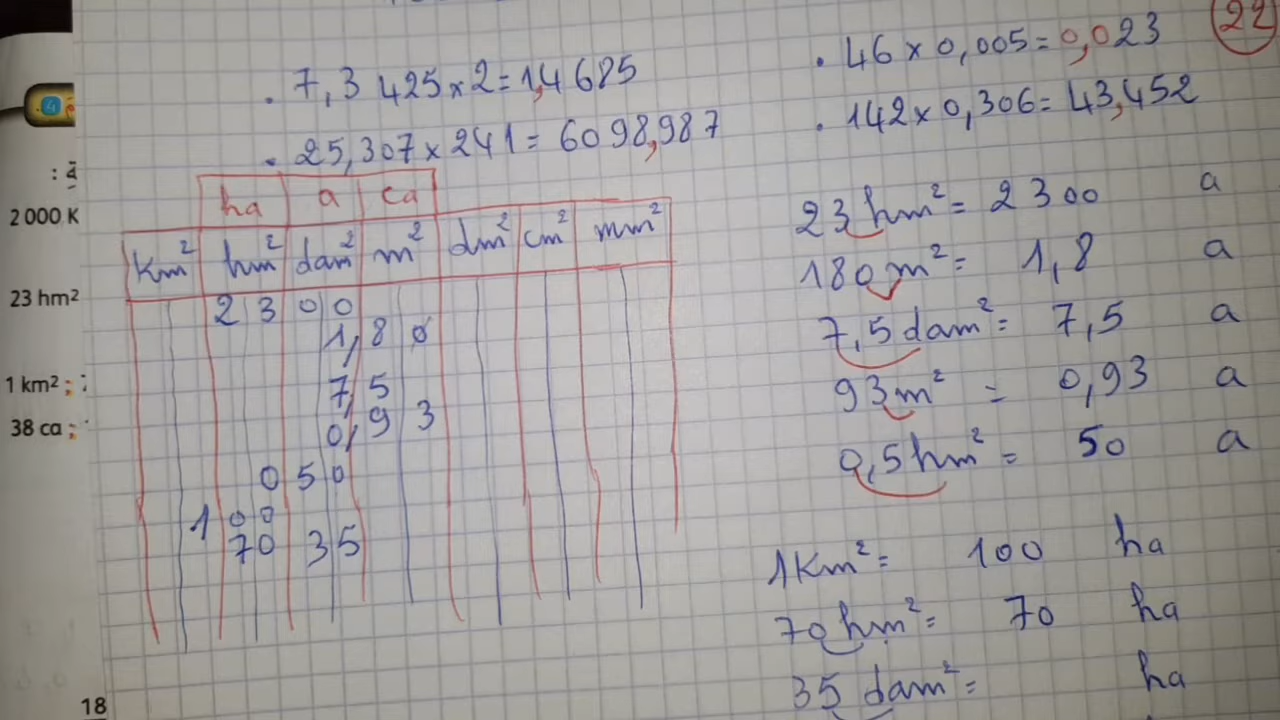 22
. 7,3 425 x 2 = 1,4 685
. 46 x 0,005 = 0,023
. 25,307 x 241 = 6098,987
. 142 x 0,306 = 43,452
ha a ca
Km² hm² dam² m² dm² cm² mm²
2 3 0 0
1, 8 0
7, 5
0, 9 3
0 5 0
1 0 0
7 0 3 5
23 hm² = 2300 a
180 m² = 1,8 a
7,5 dam² = 7,5 a
93 m² = 0,93 a
0,5 hm² = 50 a
1 Km² = 100 ha
70 hm² = 70 ha
35 dam² = ha
2 000 K
23 hm2
1 km2 ;
38 ca ;
18